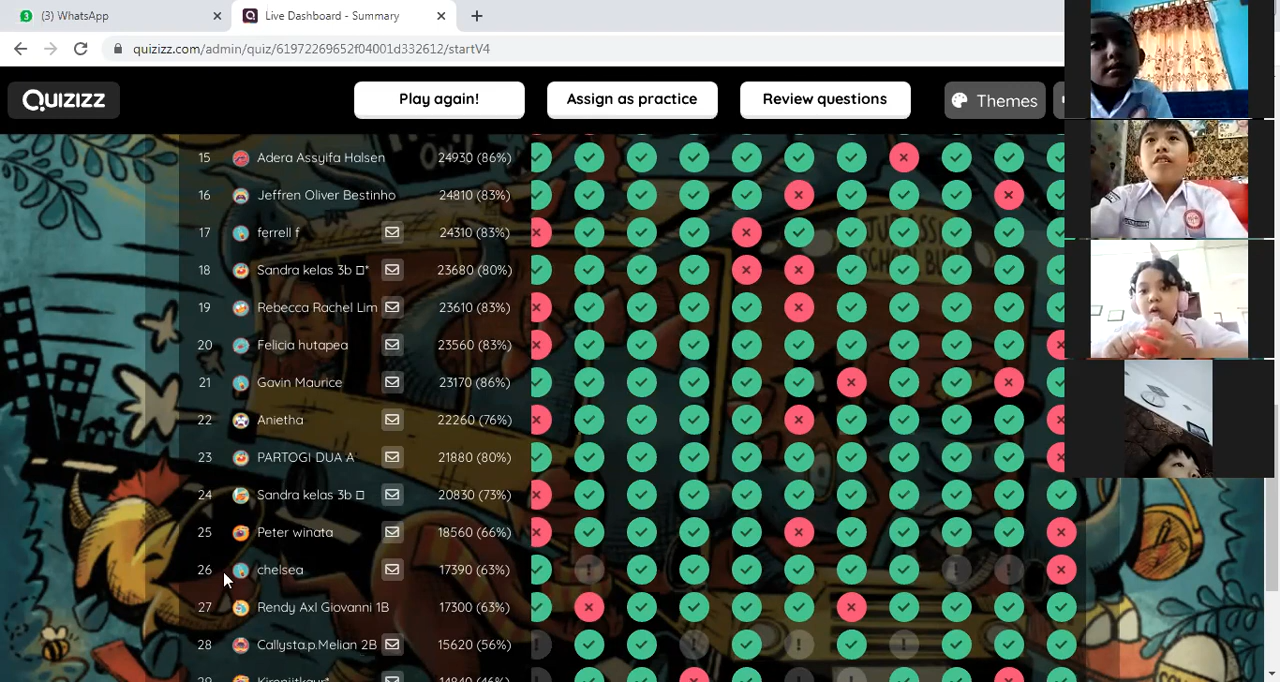 (3) WhatsApp
Live Dashboard - Summary
quizizz.com/admin/quiz/61972269652f04001d332612/startV4
QUIZIZZ
Play again!
Assign as practice
Review questions
Themes
15 Adera Assyifa Halsen 24930 (86%)
16 Jeffren Oliver Bestinho 24810 (83%)
17 ferrell f 24310 (83%)
18 Sandra kelas 3b □* 23680 (80%)
19 Rebecca Rachel Lim 23610 (83%)
20 Felicia hutapea 23560 (83%)
21 Gavin Maurice 23170 (86%)
22 Anietha 22260 (76%)
23 PARTOGI DUA A 21880 (80%)
24 Sandra kelas 3b □ 20830 (73%)
25 Peter winata 18560 (66%)
26 chelsea 17390 (63%)
27 Rendy Axl Giovanni 1B 17300 (63%)
28 Callysta.p.Melian 2B 15620 (56%)